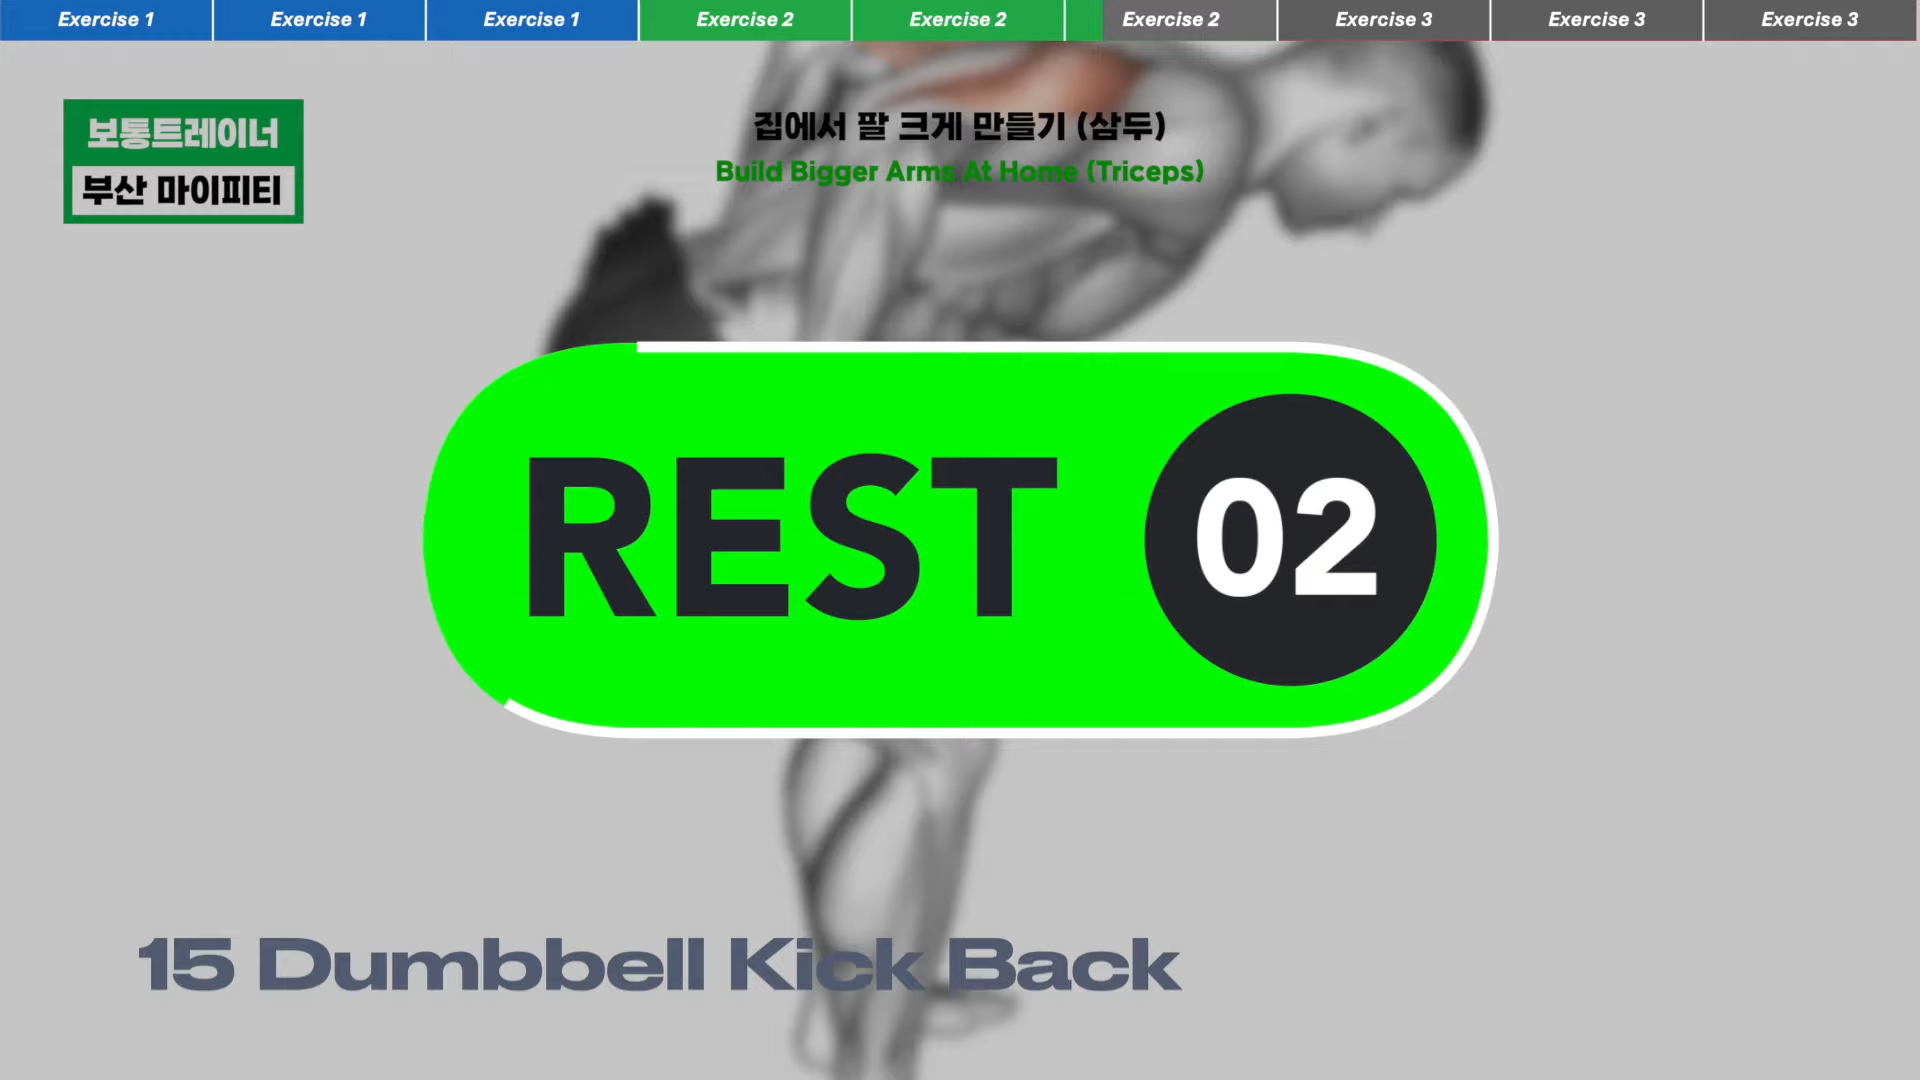 Exercise 1 Exercise 1 Exercise 1 Exercise 2 Exercise 2 Exercise 2 Exercise 3 Exercise 3 Exercise 3
보통트레이너
부산 마이피티
집에서 팔 크게 만들기 (삼두)
Build Bigger Arms At Home (Triceps)
REST 02
15 Dumbbell Kick Back